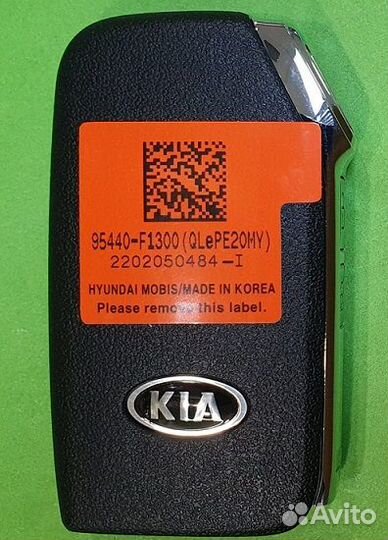 95440-F1300(QLePE20MY)
2202050484-I
HYUNDAI MOBIS/MADE IN KOREA
Please remove this label.
KIA
Avito